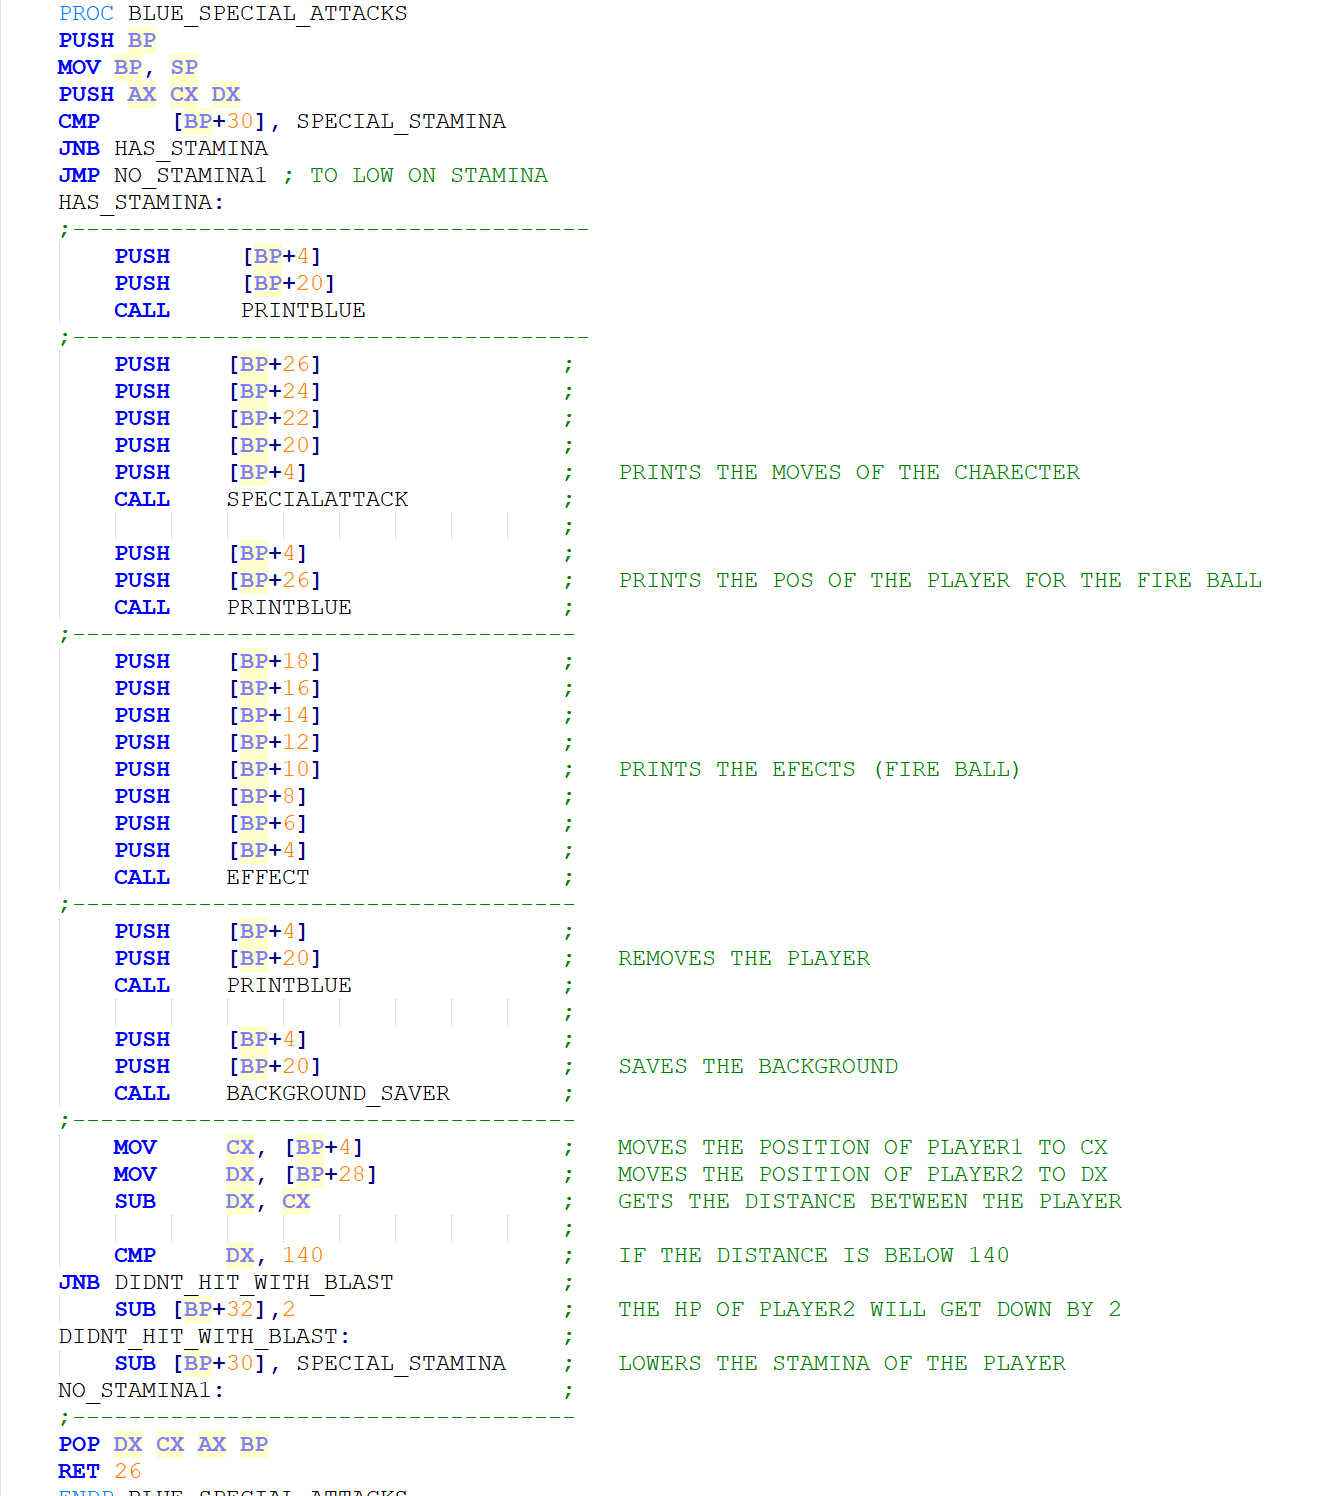 PROC BLUE_SPECIAL_ATTACKS
PUSH BP
MOV BP, SP
PUSH AX CX DX
CMP [BP+30], SPECIAL_STAMINA
JNB HAS_STAMINA
JMP NO_STAMINA1 ; TO LOW ON STAMINA
HAS_STAMINA:
;-------------------------------------
PUSH [BP+4]
PUSH [BP+20]
CALL PRINTBLUE
;-------------------------------------
PUSH [BP+26] ;
PUSH [BP+24] ;
PUSH [BP+22] ;
PUSH [BP+20] ;
PUSH [BP+4] ; PRINTS THE MOVES OF THE CHARECTER
CALL SPECIALATTACK ;
;
PUSH [BP+4] ;
PUSH [BP+26] ; PRINTS THE POS OF THE PLAYER FOR THE FIRE BALL
CALL PRINTBLUE ;
;------------------------------------
PUSH [BP+18] ;
PUSH [BP+16] ;
PUSH [BP+14] ;
PUSH [BP+12] ;
PUSH [BP+10] ; PRINTS THE EFECTS (FIRE BALL)
PUSH [BP+8] ;
PUSH [BP+6] ;
PUSH [BP+4] ;
CALL EFFECT ;
;------------------------------------
PUSH [BP+4] ;
PUSH [BP+20] ; REMOVES THE PLAYER
CALL PRINTBLUE ;
;
PUSH [BP+4] ;
PUSH [BP+20] ; SAVES THE BACKGROUND
CALL BACKGROUND_SAVER ;
;------------------------------------
MOV CX, [BP+4] ; MOVES THE POSITION OF PLAYER1 TO CX
MOV DX, [BP+28] ; MOVES THE POSITION OF PLAYER2 TO DX
SUB DX, CX ; GETS THE DISTANCE BETWEEN THE PLAYER
;
CMP DX, 140 ; IF THE DISTANCE IS BELOW 140
JNB DIDNT_HIT_WITH_BLAST ;
SUB [BP+32],2 ; THE HP OF PLAYER2 WILL GET DOWN BY 2
DIDNT_HIT_WITH_BLAST: ;
SUB [BP+30], SPECIAL_STAMINA ; LOWERS THE STAMINA OF THE PLAYER
NO_STAMINA1: ;
;------------------------------------
POP DX CX AX BP
RET 26
ENDP BLUE_SPECIAL_ATTACKS